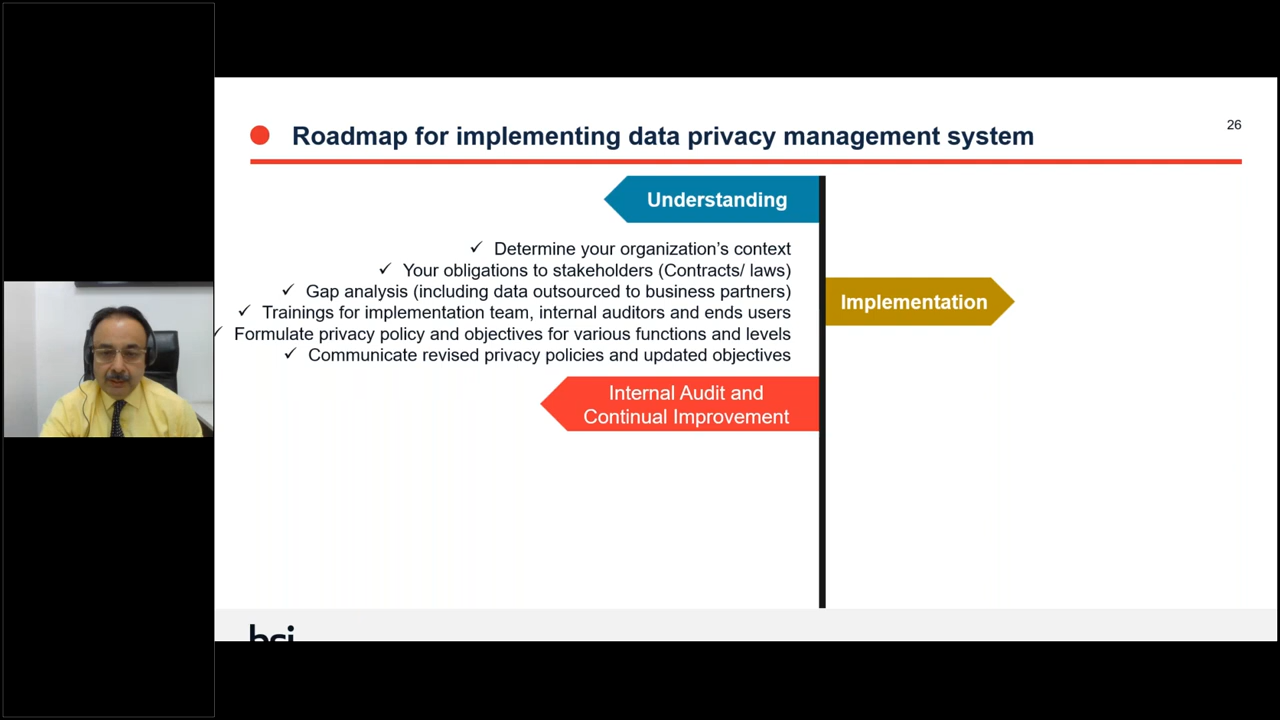 Roadmap for implementing data privacy management system
26
Understanding
✓ Determine your organization’s context
✓ Your obligations to stakeholders (Contracts/ laws)
✓ Gap analysis (including data outsourced to business partners)
✓ Trainings for implementation team, internal auditors and ends users
✓ Formulate privacy policy and objectives for various functions and levels
✓ Communicate revised privacy policies and updated objectives
Implementation
Internal Audit and
Continual Improvement
bsi